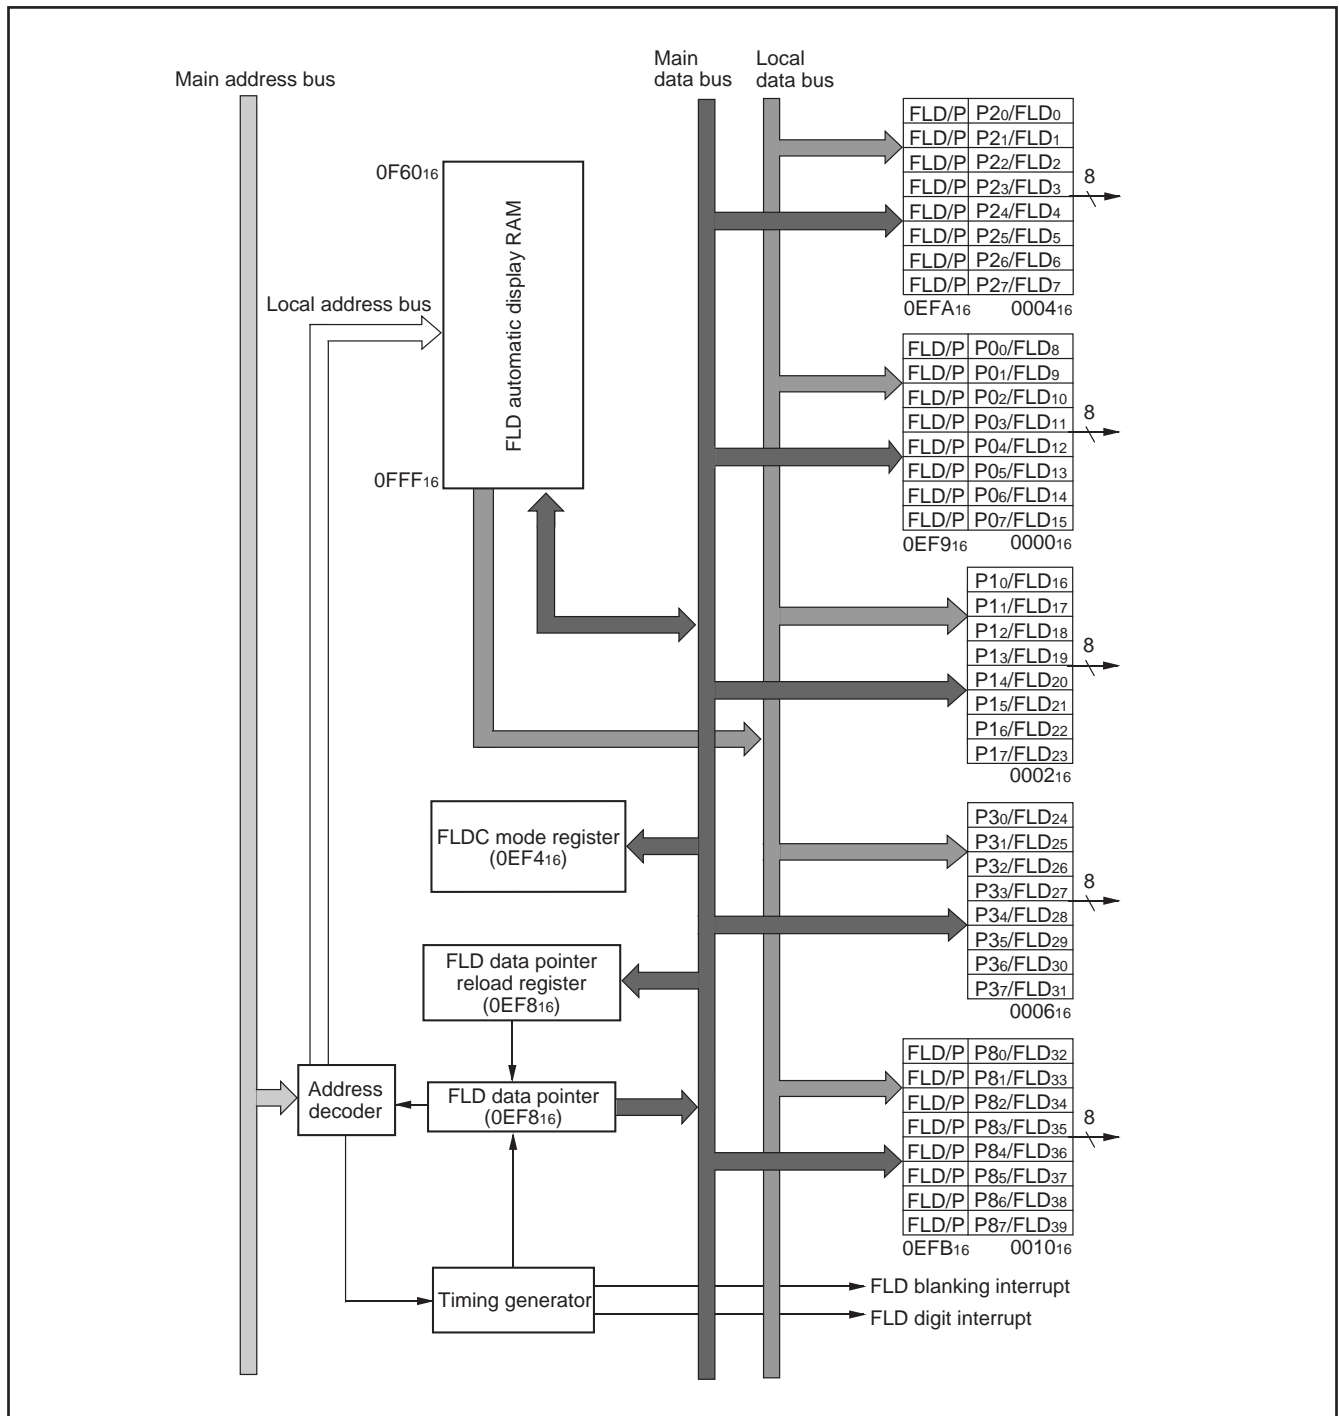 Main address bus
Main
data bus
Local
data bus
0F6016
FLD automatic display RAM
0FFF16
Local address bus
FLD/P P20/FLD0
FLD/P P21/FLD1
FLD/P P22/FLD2
FLD/P P23/FLD3
FLD/P P24/FLD4
FLD/P P25/FLD5
FLD/P P26/FLD6
FLD/P P27/FLD7
8
0EFA16 000416
FLD/P P00/FLD8
FLD/P P01/FLD9
FLD/P P02/FLD10
FLD/P P03/FLD11
FLD/P P04/FLD12
FLD/P P05/FLD13
FLD/P P06/FLD14
FLD/P P07/FLD15
8
0EF916 000016
P10/FLD16
P11/FLD17
P12/FLD18
P13/FLD19
P14/FLD20
P15/FLD21
P16/FLD22
P17/FLD23
8
000216
FLDC mode register
(0EF416)
P30/FLD24
P31/FLD25
P32/FLD26
P33/FLD27
P34/FLD28
P35/FLD29
P36/FLD30
P37/FLD31
8
000616
FLD data pointer
reload register
(0EF816)
Address
decoder
FLD data pointer
(0EF816)
FLD/P P80/FLD32
FLD/P P81/FLD33
FLD/P P82/FLD34
FLD/P P83/FLD35
FLD/P P84/FLD36
FLD/P P85/FLD37
FLD/P P86/FLD38
FLD/P P87/FLD39
8
0EFB16 001016
Timing generator
FLD blanking interrupt
FLD digit interrupt